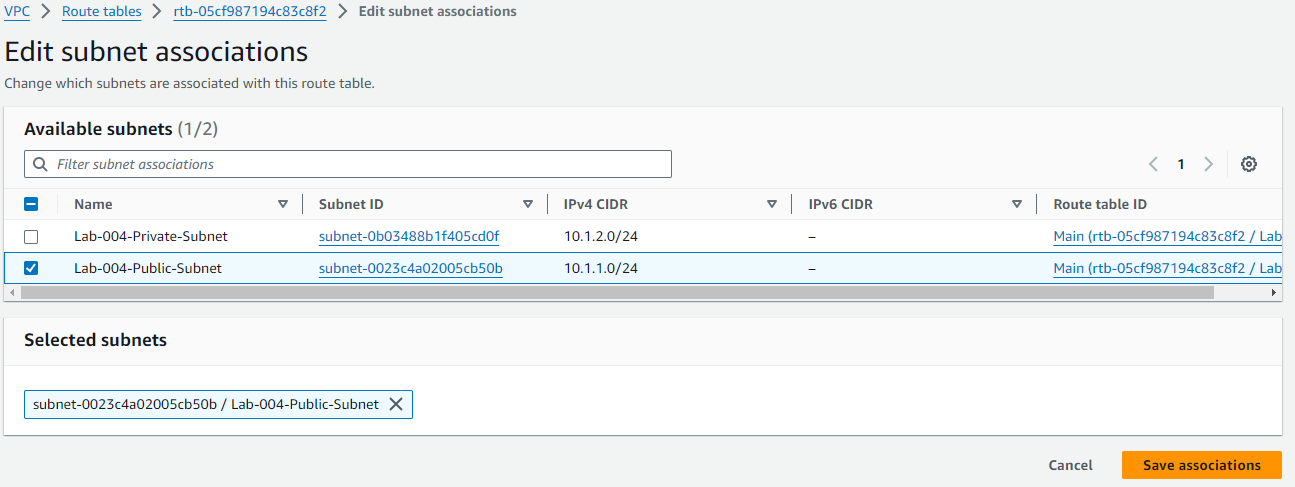 VPC > Route tables > rtb-05cf987194c83c8f2 > Edit subnet associations
Edit subnet associations
Change which subnets are associated with this route table.
Available subnets (1/2)
Filter subnet associations
1
Name Subnet ID IPv4 CIDR IPv6 CIDR Route table ID
Lab-004-Private-Subnet subnet-0b03488b1f405cd0f 10.1.2.0/24 – Main (rtb-05cf987194c83c8f2 / Lab
Lab-004-Public-Subnet subnet-0023c4a02005cb50b 10.1.1.0/24 – Main (rtb-05cf987194c83c8f2 / Lab
Selected subnets
subnet-0023c4a02005cb50b / Lab-004-Public-Subnet
Cancel Save associations